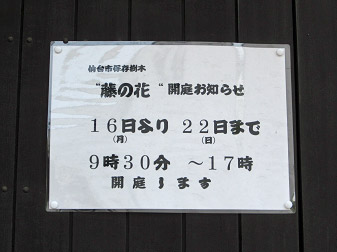 仙台市保存樹木
"藤の花" 開庭お知らせ
16日より 22日まで
(月) (日)
9時30分 ～17時
開庭します